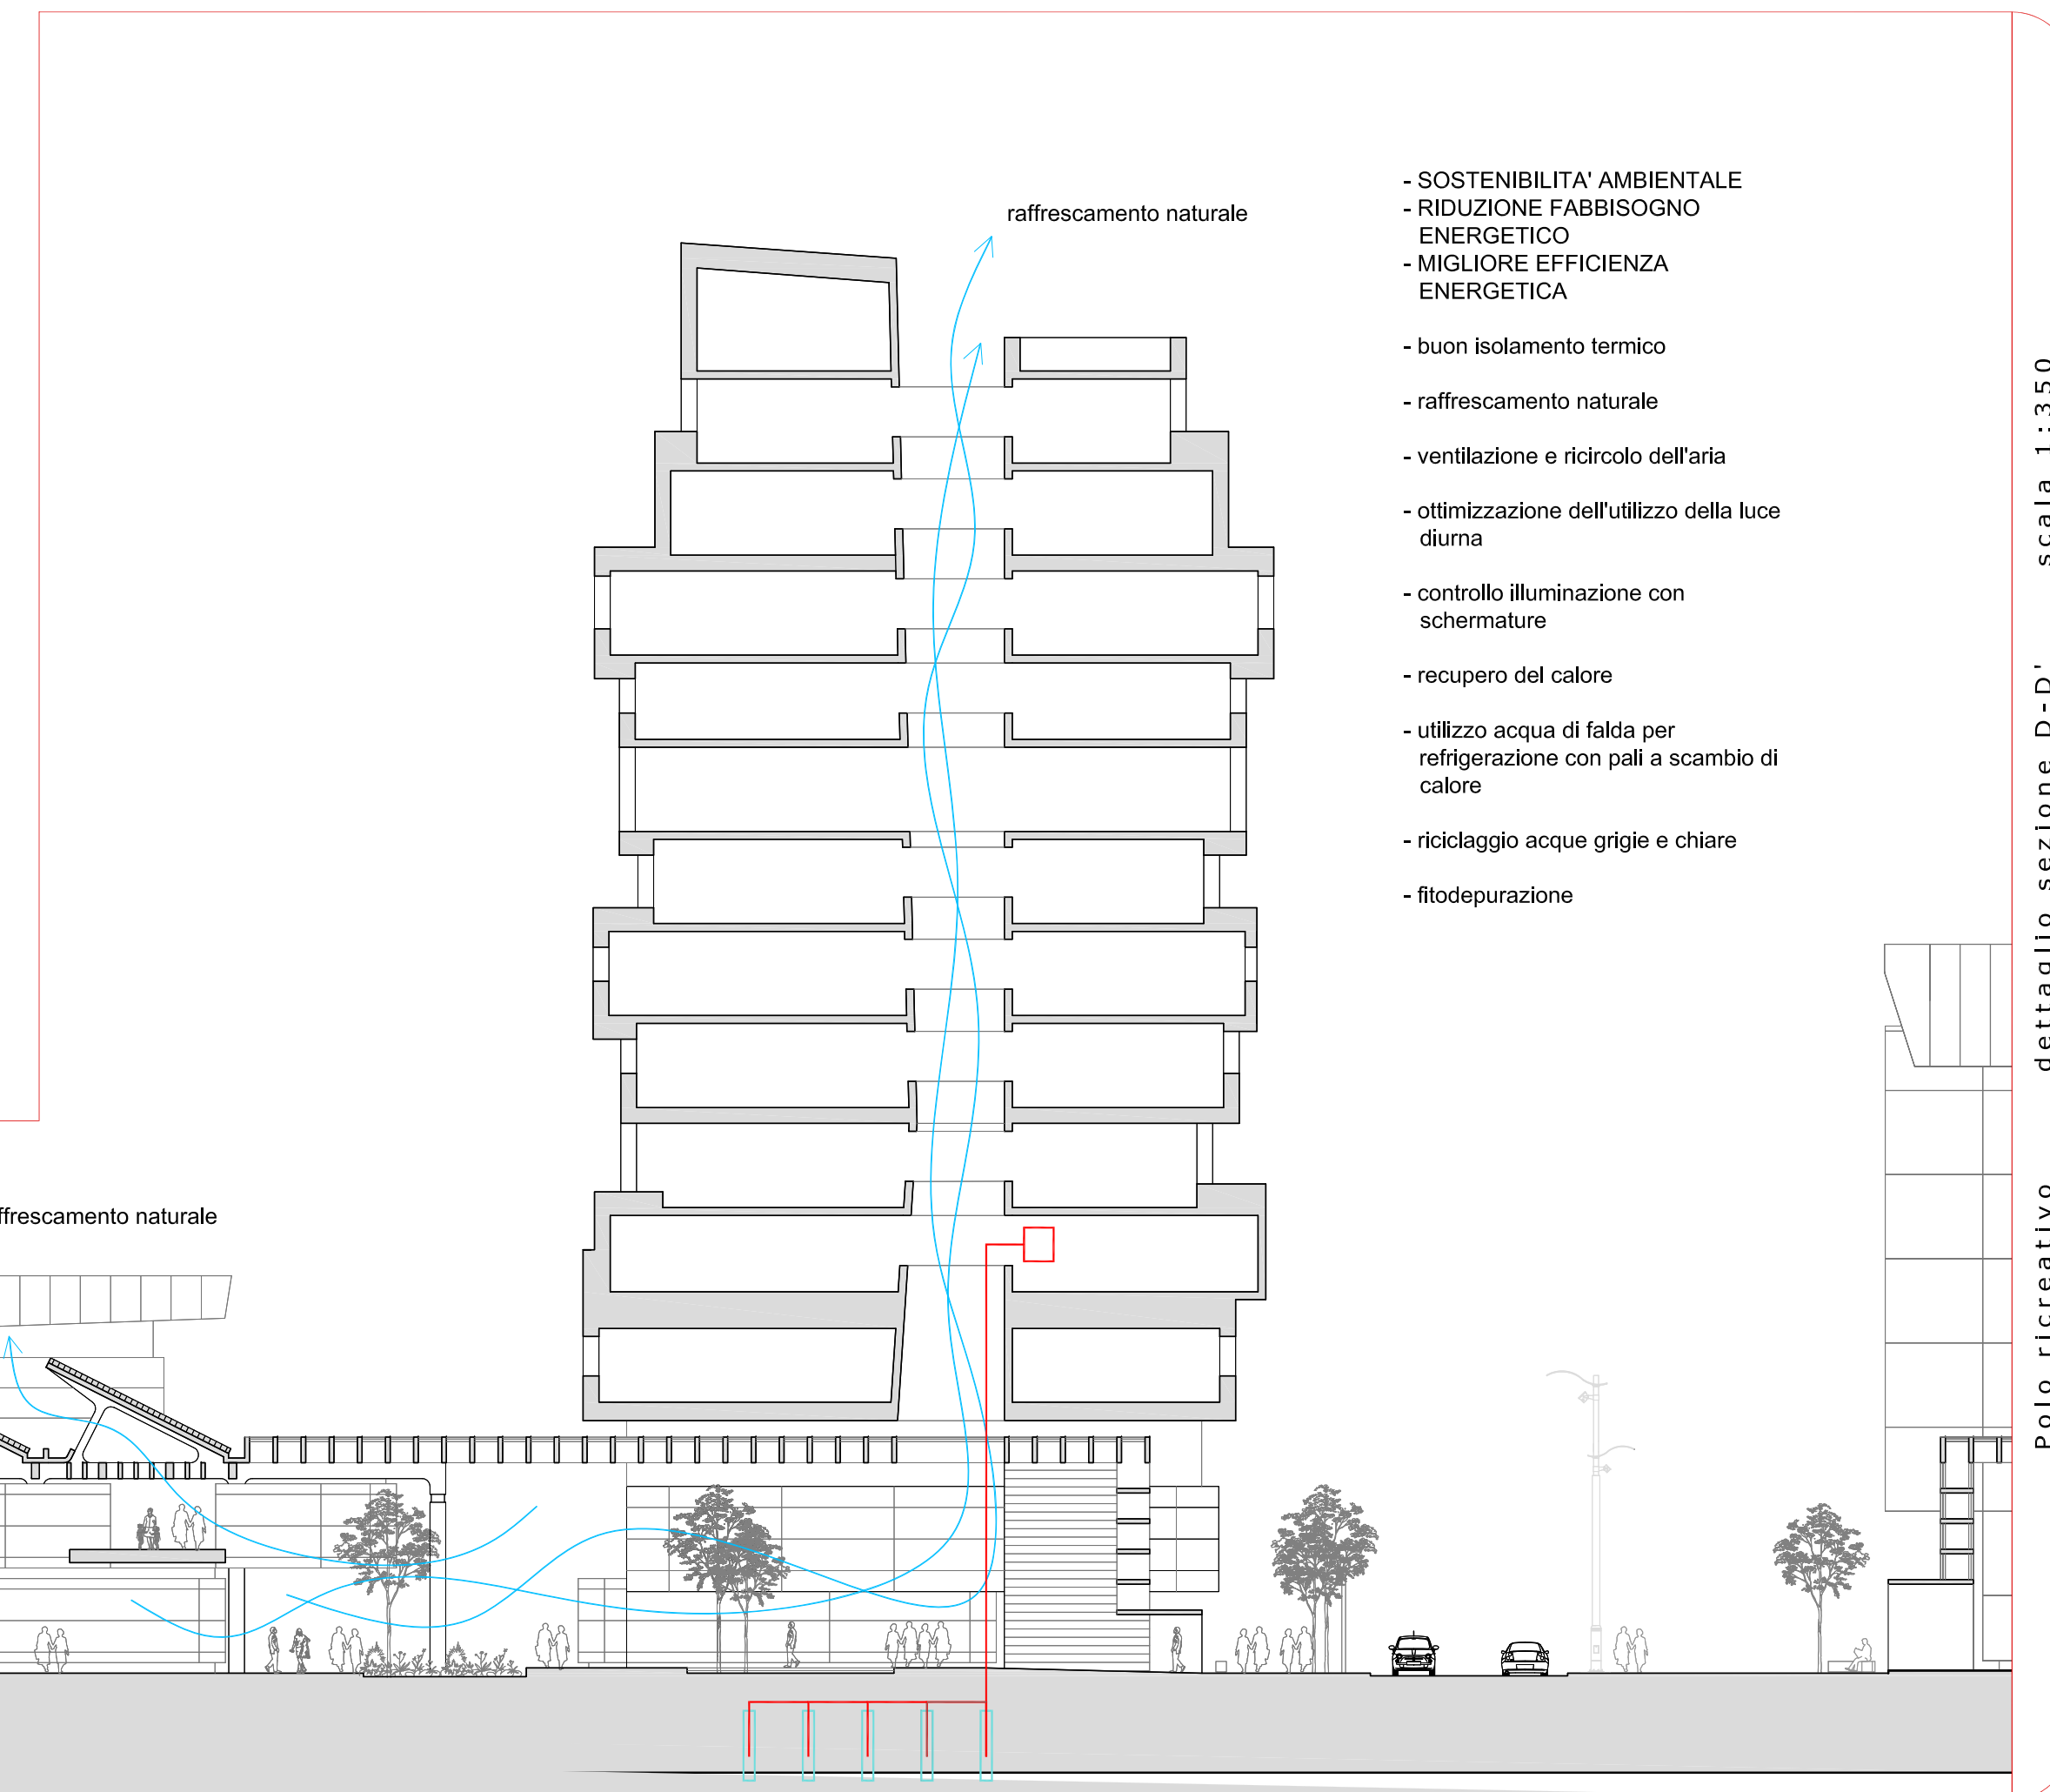 raffrescamento naturale
- SOSTENIBILITA' AMBIENTALE
- RIDUZIONE FABBISOGNO
ENERGETICO
- MIGLIORE EFFICIENZA
ENERGETICA
- buon isolamento termico
- raffrescamento naturale
- ventilazione e ricircolo dell'aria
- ottimizzazione dell'utilizzo della luce
diurna
- controllo illuminazione con
schermature
- recupero del calore
- utilizzo acqua di falda per
refrigerazione con pali a scambio di
calore
- riciclaggio acque grigie e chiare
- fitodepurazione
ffrescamento naturale
Polo ricreativo dettaglio sezione D-D' scala 1:350